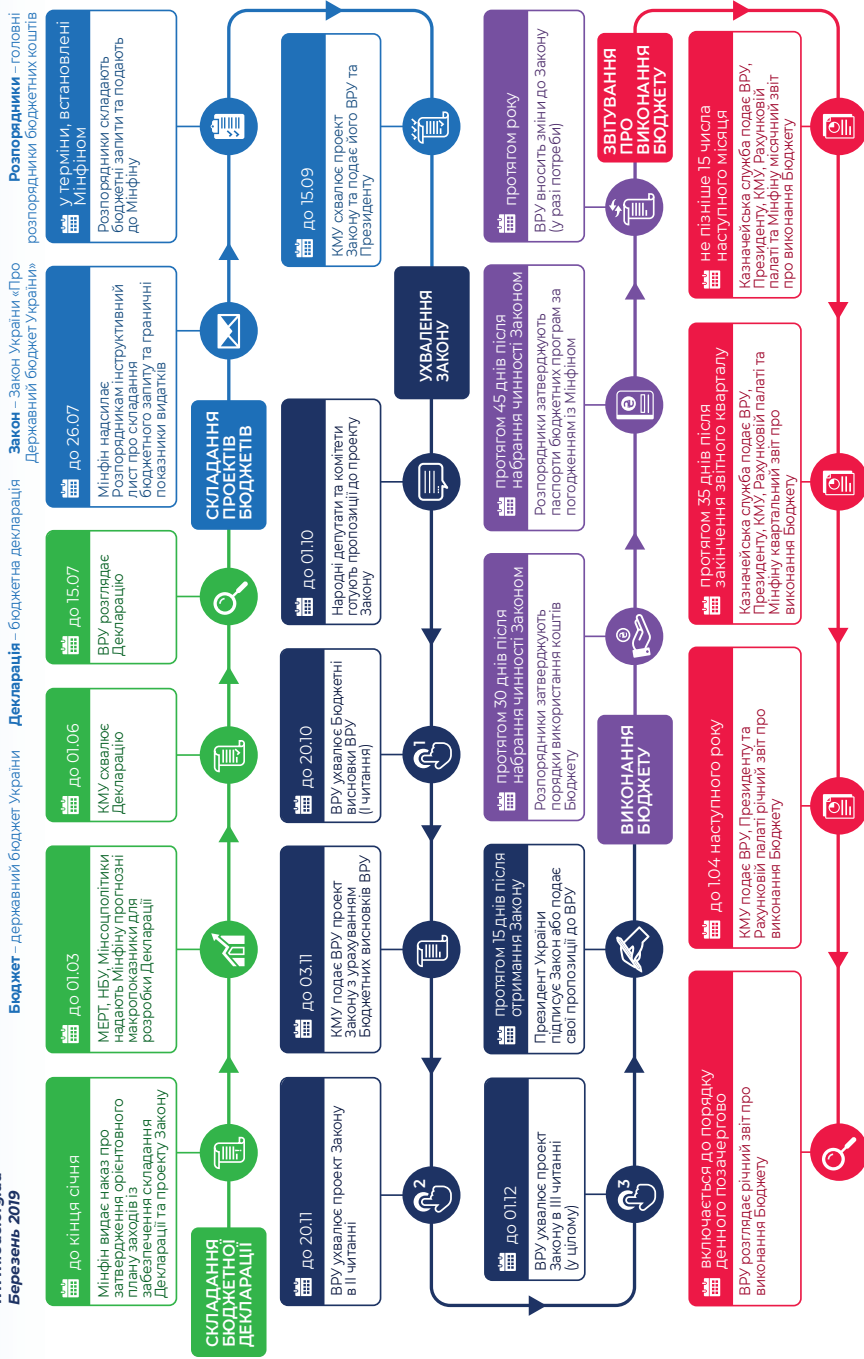 Березень 2019
Бюджет – державний бюджет України
Декларація – бюджетна декларація
Закон – Закон України «Про
Державний бюджет України»
Розпорядники – головні
розпорядники бюджетних коштів
СКЛАДАННЯ
БЮДЖЕТНОЇ
ДЕКЛАРАЦІЇ
до кінця січня
Мінфін видає наказ про
затвердження орієнтовного
плану заходів із
забезпечення складання
Декларації та проекту Закону
до 01.03
МЕРТ, НБУ, Мінсоцполітики
надають Мінфіну прогнозні
макропоказники для
розробки Декларації
до 01.06
КМУ схвалює
Декларацію
до 15.07
ВРУ розглядає
Декларацію
СКЛАДАННЯ
ПРОЕКТІВ
БЮДЖЕТІВ
до 26.07
Мінфін надсилає
Розпорядникам інструктивний
лист про складання
бюджетного запиту та граничні
показники видатків
у терміни, встановлені
Мінфіном
Розпорядники складають
бюджетні запити та подають
до Мінфіну
до 15.09
КМУ схвалює проект
Закону та подає його ВРУ та
Президенту
УХВАЛЕННЯ
ЗАКОНУ
до 01.10
Народні депутати та комітети
готують пропозиції до проекту
Закону
до 20.10
ВРУ ухвалює Бюджетні
висновки ВРУ
(I читання)
1
до 03.11
КМУ подає ВРУ проект
Закону з урахуванням
Бюджетних висновків ВРУ
до 20.11
ВРУ ухвалює проект Закону
в II читанні
2
до 01.12
ВРУ ухвалює проект
Закону в III читанні
(у цілому)
3
протягом 15 днів після
отримання Закону
Президент України
підписує Закон або подає
свої пропозиції до ВРУ
ВИКОНАННЯ
БЮДЖЕТУ
протягом 30 днів після
набрання чинності Законом
Розпорядники затверджують
порядки використання коштів
Бюджету
₴
протягом 45 днів після
набрання чинності Законом
Розпорядники затверджують
паспорти бюджетних програм за
погодженням із Мінфіном
₴
протягом року
ВРУ вносить зміни до Закону
(у разі потреби)
ЗВІТУВАННЯ
ПРО
ВИКОНАННЯ
БЮДЖЕТУ
не пізніше 15 числа
наступного місяця
Казначейська служба подає ВРУ,
Президенту, КМУ, Рахунковій
палаті та Мінфіну місячний звіт
про виконання Бюджету
протягом 35 днів після
закінчення звітного кварталу
Казначейська служба подає ВРУ,
Президенту, КМУ, Рахунковій палаті та
Мінфіну квартальний звіт про
виконання Бюджету
до 1.04 наступного року
КМУ подає ВРУ, Президенту та
Рахунковій палаті річний звіт про
виконання Бюджету
включається до порядку
денного позачергово
ВРУ розглядає річний звіт про
виконання Бюджету